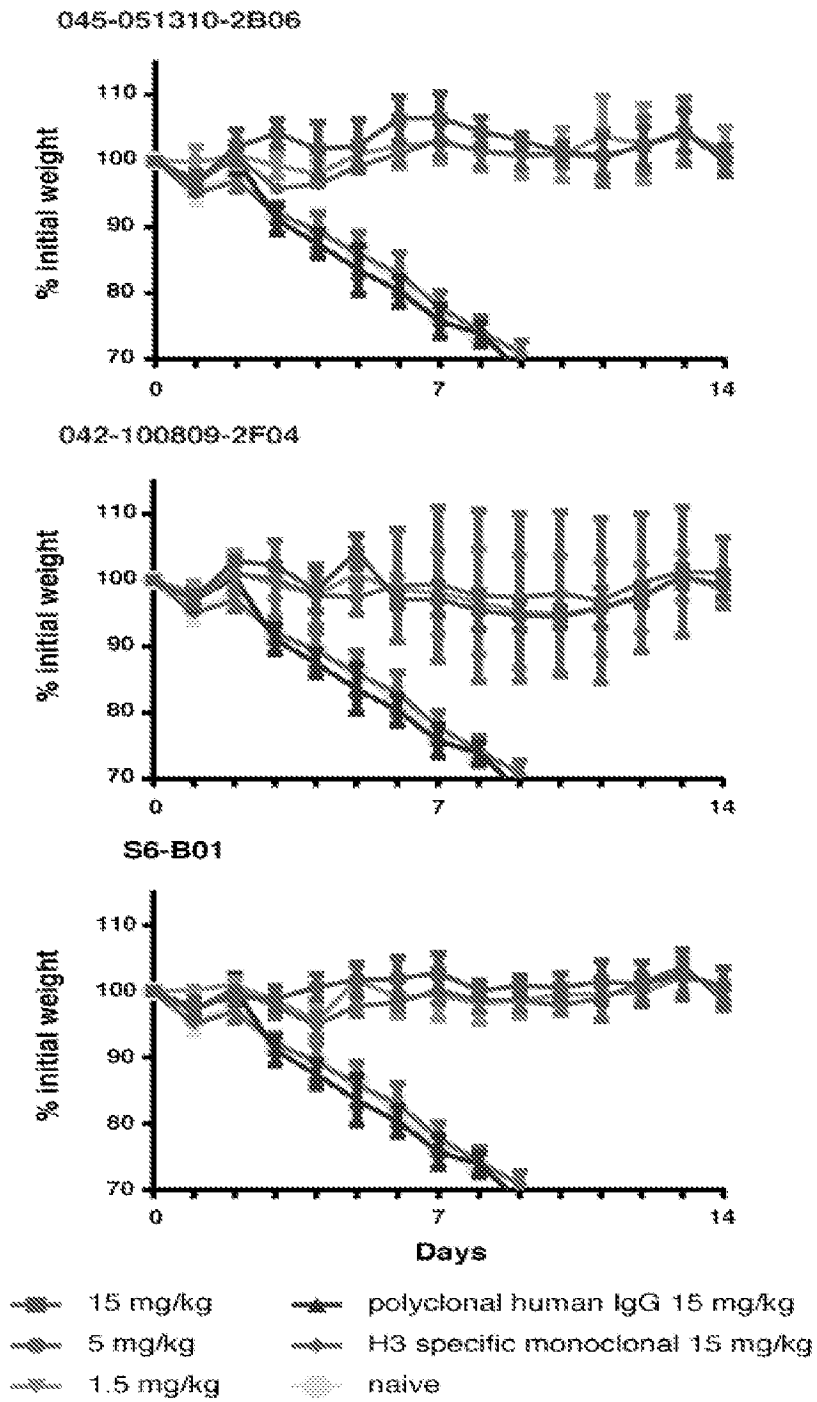 045-051310-2B06
110
100
90
80
70
% initial weight
0 7 14
042-100809-2F04
110
100
90
80
70
% initial weight
0 7 14
S6-B01
110
100
90
80
70
% initial weight
0 7 14
Days
15 mg/kg polyclonal human IgG 15 mg/kg
5 mg/kg H3 specific monoclonal 15 mg/kg
1.5 mg/kg naive